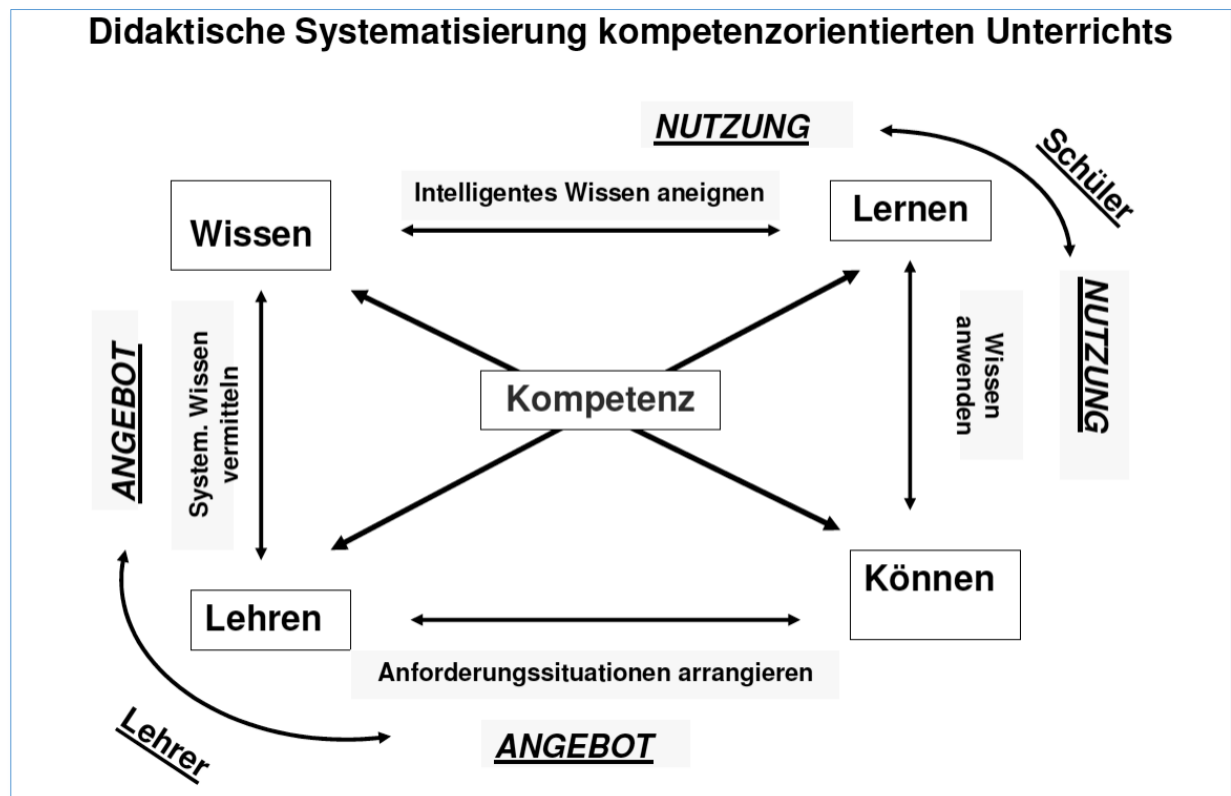 Didaktische Systematisierung kompetenzorientierten Unterrichts
NUTZUNG
Schüler
Intelligentes Wissen aneignen
Wissen
Lernen
ANGEBOT
System. Wissen
vermitteln
Kompetenz
Wissen
anwenden
NUTZUNG
Lehren
Können
Anforderungssituationen arrangieren
Lehrer
ANGEBOT